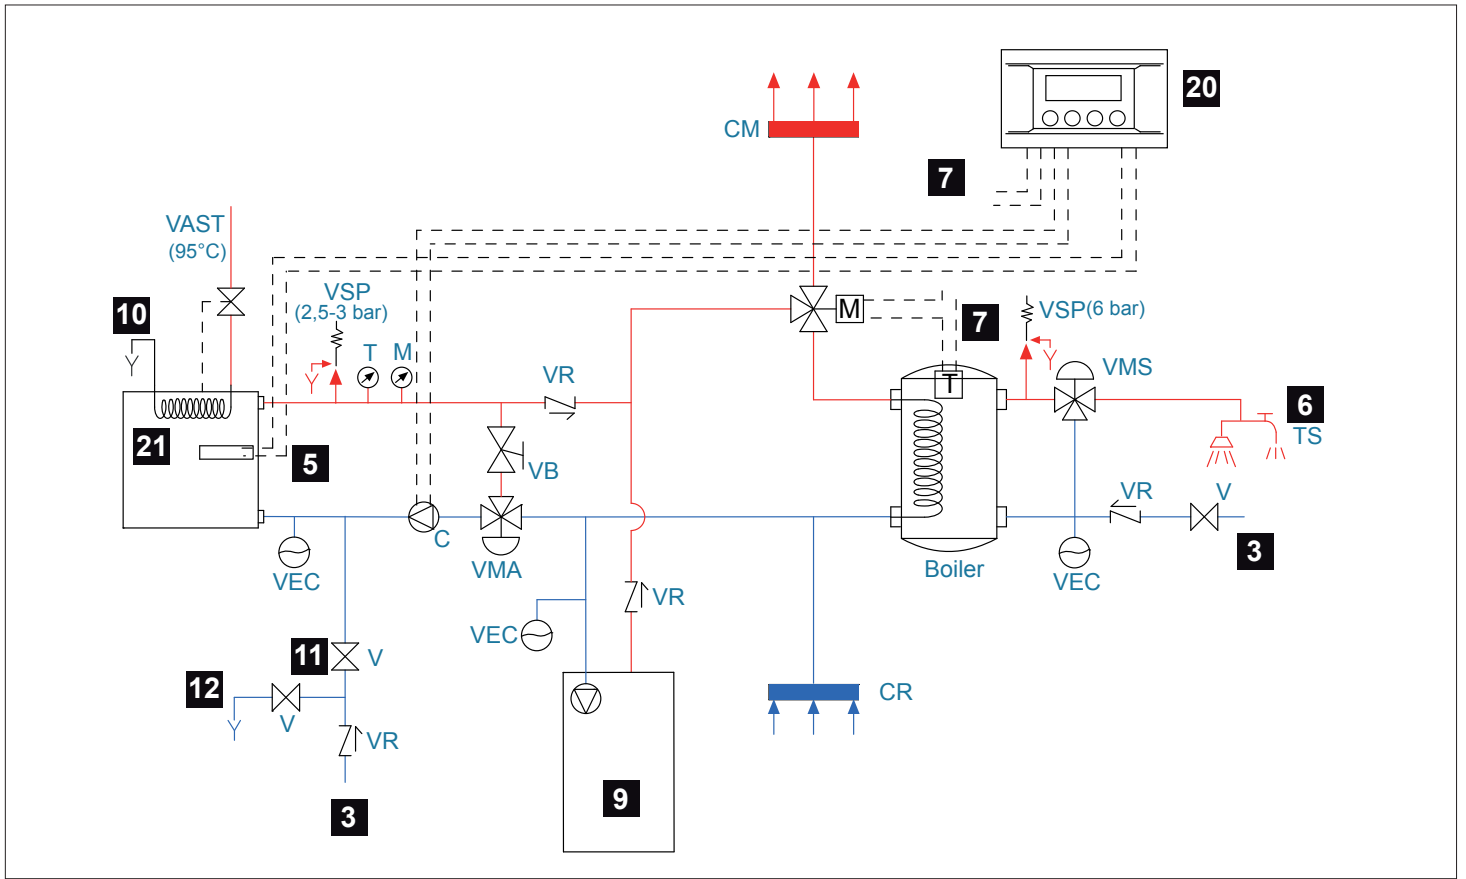 20
CM
7
VAST
(95°C)
VSP
(2,5-3 bar)
10
T
M
M
7
VSP(6 bar)
VMS
VR
T
6
TS
21
5
VB
VR
V
C
VMA
3
VEC
Boiler
VEC
VR
VEC
11
V
12
V
CR
VR
9
3